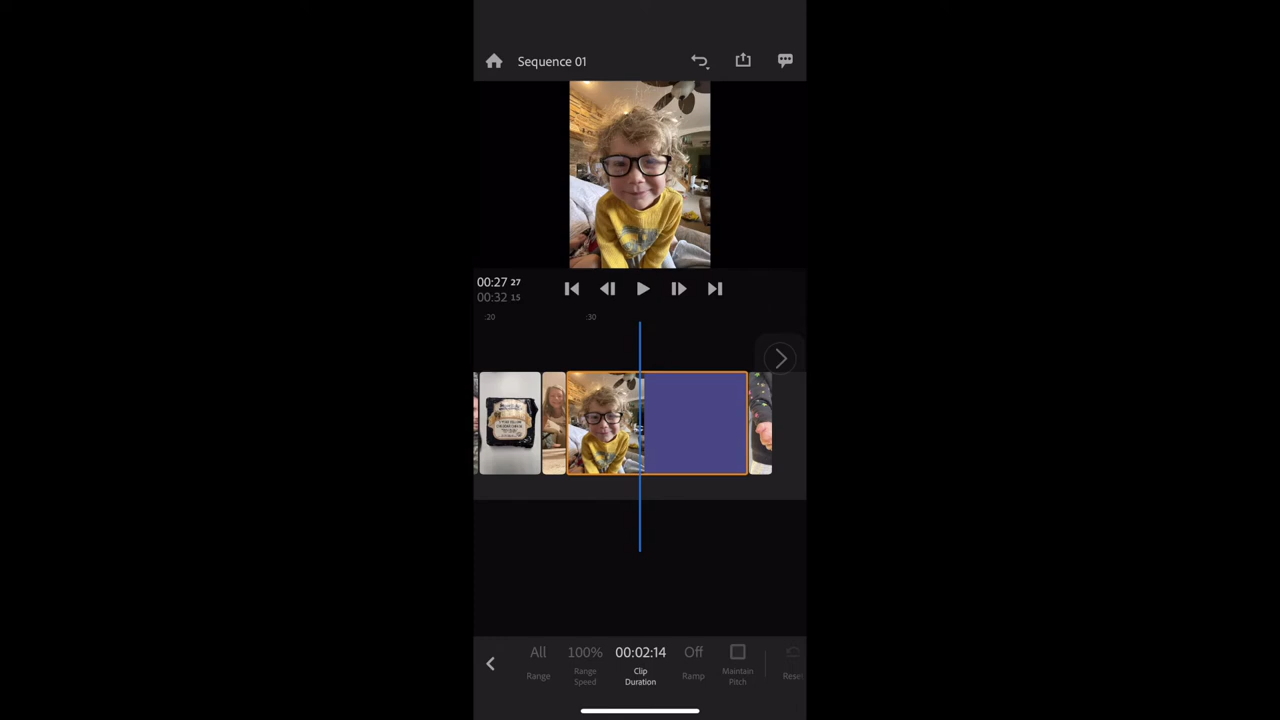 Sequence 01
00:27 27
00:32 15
:20
:30
All
100%
00:02:14
Off
Range
Range
Speed
Clip
Duration
Ramp
Maintain
Pitch